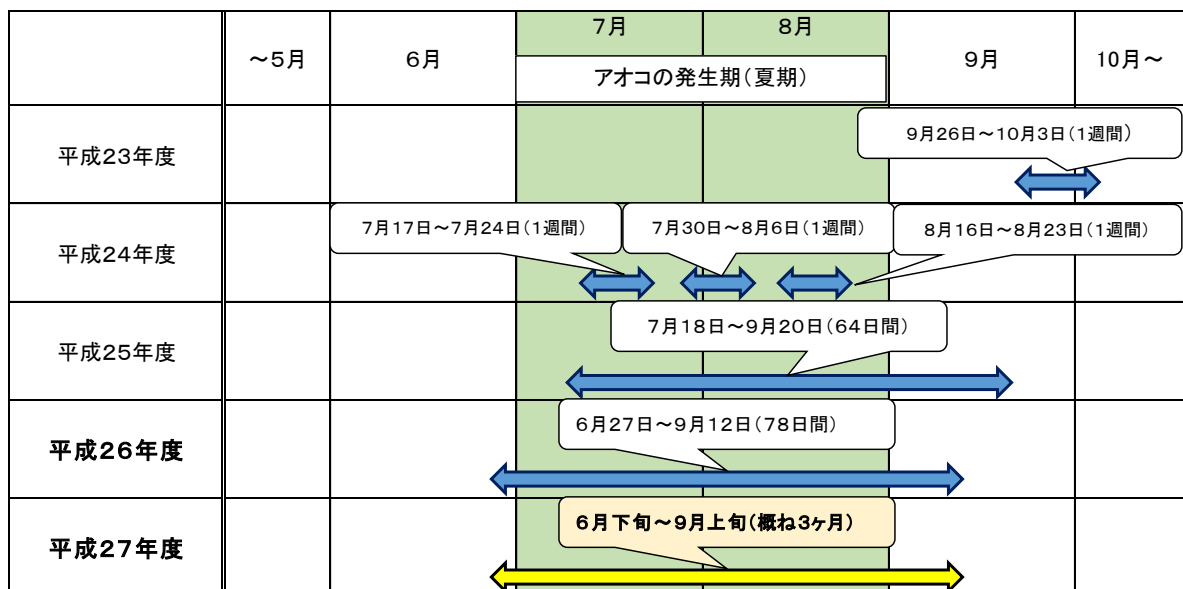 7月
8月
～5月
6月
9月
10月～
アオコの発生期（夏期）
平成23年度
9月26日～10月3日（1週間）
平成24年度
7月17日～7月24日（1週間）
7月30日～8月6日（1週間）
8月16日～8月23日（1週間）
平成25年度
7月18日～9月20日（64日間）
平成26年度
6月27日～9月12日（78日間）
平成27年度
6月下旬～9月上旬（概ね3ヶ月）